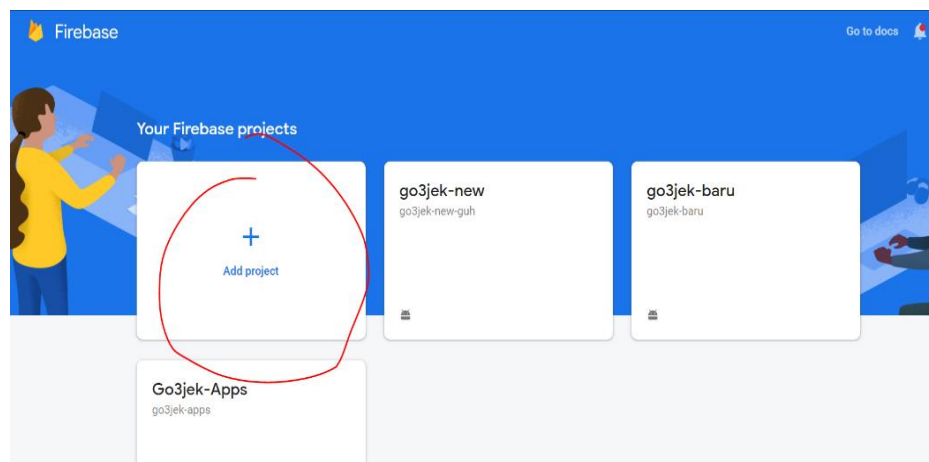 Firebase
Go to docs
Your Firebase projects
Add project
go3jek-new
go3jek-new-guh
go3jek-baru
go3jek-baru
Go3jek-Apps
go3jek-apps